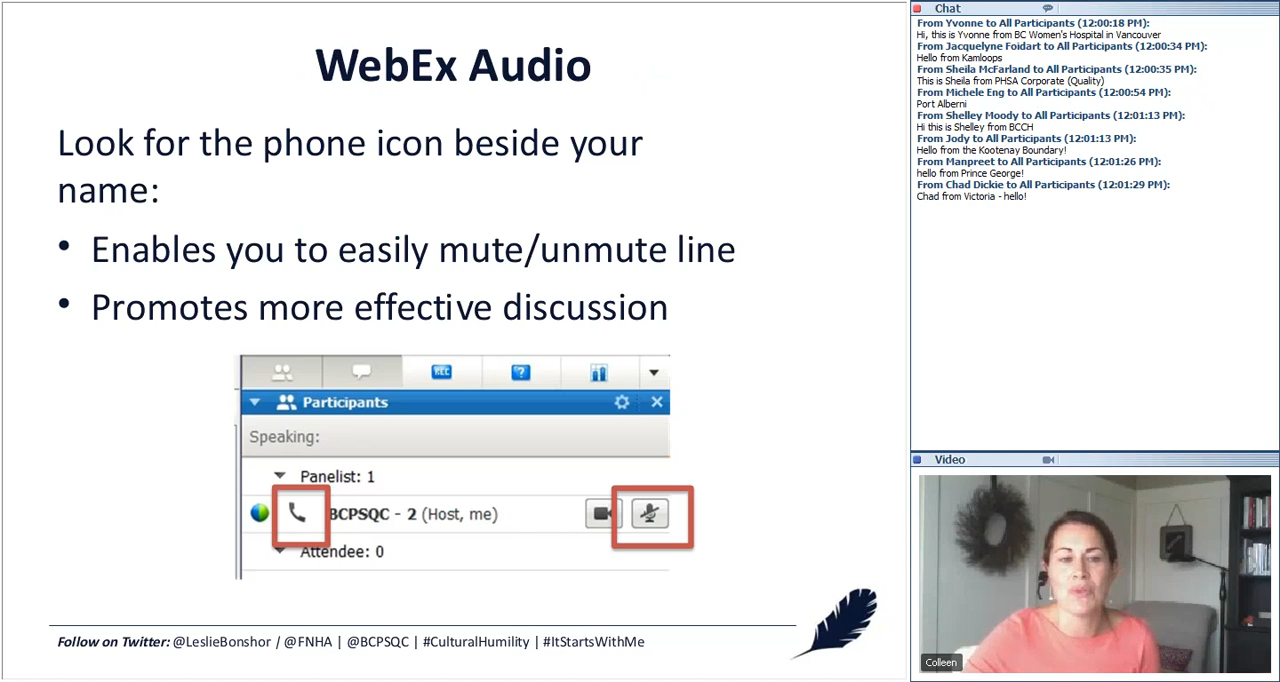 WebEx Audio
Look for the phone icon beside your
name:
• Enables you to easily mute/unmute line
• Promotes more effective discussion
REC
?
Participants
Speaking:
Panelist: 1
BCPSQC - 2 (Host, me)
Attendee: 0
Follow on Twitter: @LeslieBonshor / @FNHA | @BCPSQC | #CulturalHumility | #ItStartsWithMe
Chat
From Yvonne to All Participants (12:00:18 PM):
Hi, this is Yvonne from BC Women's Hospital in Vancouver
From Jacquelyne Foidart to All Participants (12:00:34 PM):
Hello from Kamloops
From Sheila McFarland to All Participants (12:00:35 PM):
This is Sheila from PHSA Corporate (Quality)
From Michele Eng to All Participants (12:00:54 PM):
Port Alberni
From Shelley Moody to All Participants (12:01:13 PM):
Hi this is Shelley from BCCH
From Jody to All Participants (12:01:13 PM):
Hello from the Kootenay Boundary!
From Manpreet to All Participants (12:01:26 PM):
hello from Prince George!
From Chad Dickie to All Participants (12:01:29 PM):
Chad from Victoria - hello!
Video
Colleen